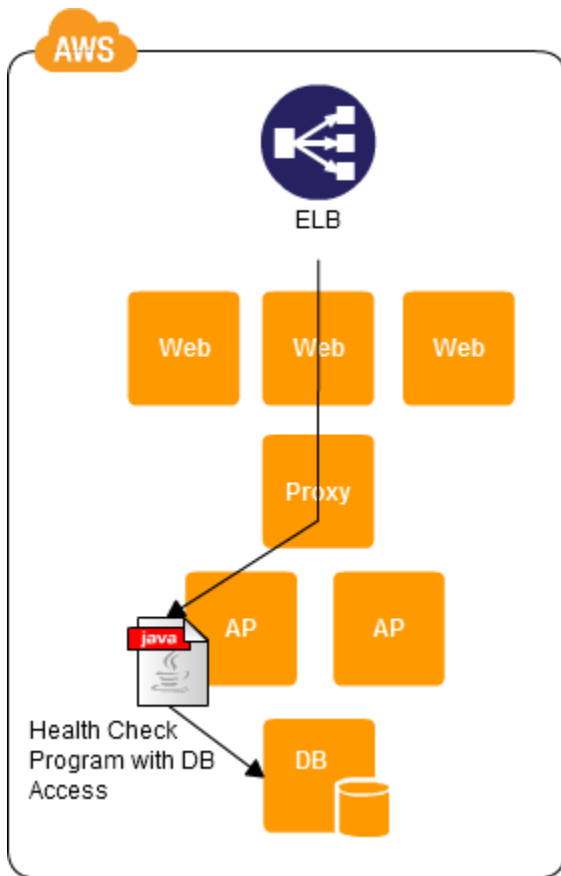 AWS
ELB
Web
Web
Web
Proxy
AP
AP
java
Health Check
Program with DB
Access
DB